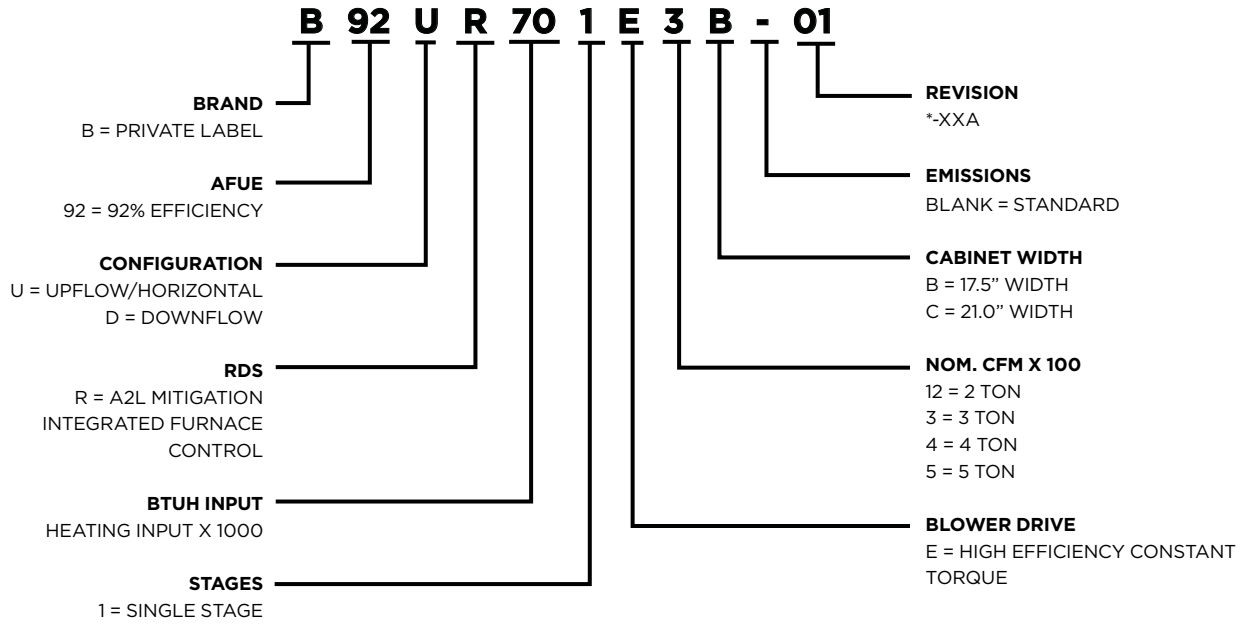 B 92 U R 70 1 E 3 B - 01
BRAND
B = PRIVATE LABEL
AFUE
92 = 92% EFFICIENCY
CONFIGURATION
U = UPFLOW/HORIZONTAL
D = DOWNFLOW
RDS
R = A2L MITIGATION
INTEGRATED FURNACE
CONTROL
BTUH INPUT
HEATING INPUT X 1000
STAGES
1 = SINGLE STAGE
REVISION
*-XXA
EMISSIONS
BLANK = STANDARD
CABINET WIDTH
B = 17.5” WIDTH
C = 21.0” WIDTH
NOM. CFM X 100
12 = 2 TON
3 = 3 TON
4 = 4 TON
5 = 5 TON
BLOWER DRIVE
E = HIGH EFFICIENCY CONSTANT
TORQUE